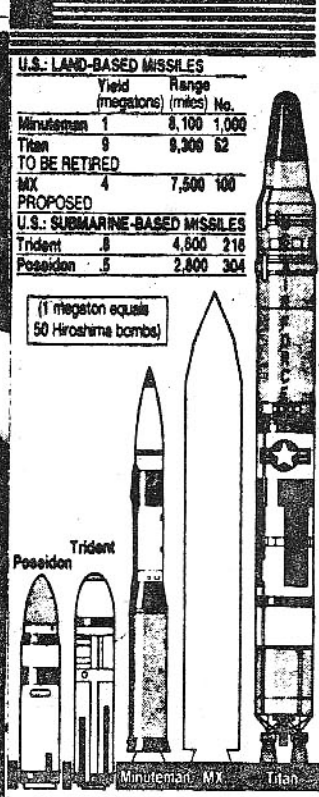 U.S.: LAND-BASED MISSILES
Yield Range
(megatons) (miles) No.
Minuteman 1 8,100 1,000
Titan 9 9,300 52
TO BE RETIRED
MX 4 7,500 100
PROPOSED
U.S.: SUBMARINE-BASED MISSILES
Trident .8 4,600 216
Poseidon .5 2,800 304
(1 megaton equals
50 Hiroshima bombs)
Trident
Poseidon
Minuteman MX Titan